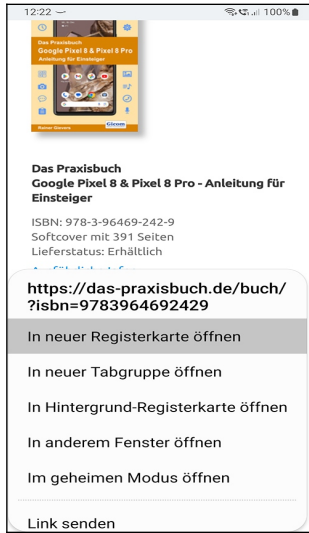 12:22
100%
Das Praxisbuch
Google Pixel 8 & Pixel 8 Pro
Anleitung für Einsteiger
Rainer Gievers
Gicom
Das Praxisbuch
Google Pixel 8 & Pixel 8 Pro - Anleitung für
Einsteiger
ISBN: 978-3-96469-242-9
Softcover mit 391 Seiten
Lieferstatus: Erhältlich
https://das-praxisbuch.de/buch/
?isbn=9783964692429
In neuer Registerkarte öffnen
In neuer Tabgruppe öffnen
In Hintergrund-Registerkarte öffnen
In anderem Fenster öffnen
Im geheimen Modus öffnen
Link senden